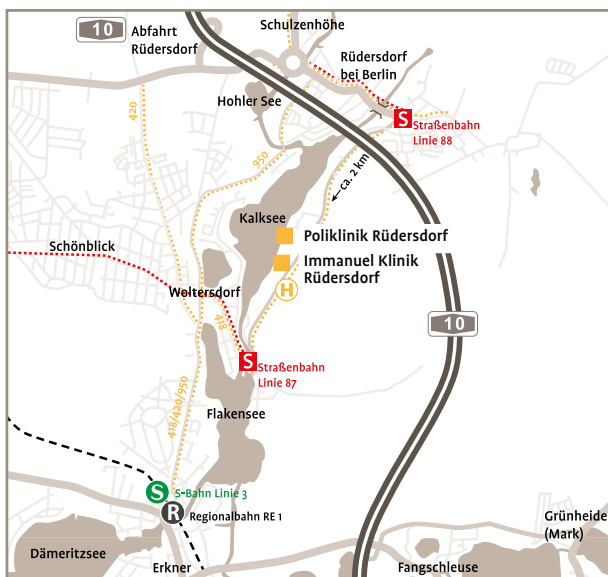 10
Abfahrt
Rüdersdorf
Schulzenhöhe
Rüdersdorf
bei Berlin
420
Hohler See
S
Straßenbahn
Linie 88
950
ca. 2 km
Kalksee
Poliklinik Rüdersdorf
Schönblick
Immanuel Klinik
Rüdersdorf
H
Woltersdorf
418
10
S
Straßenbahn
Linie 87
418/420/950
Flakensee
S
S-Bahn Linie 3
R
Regionalbahn RE 1
Grünheide
(Mark)
Dämeritzsee
Erkner
Fangschleuse